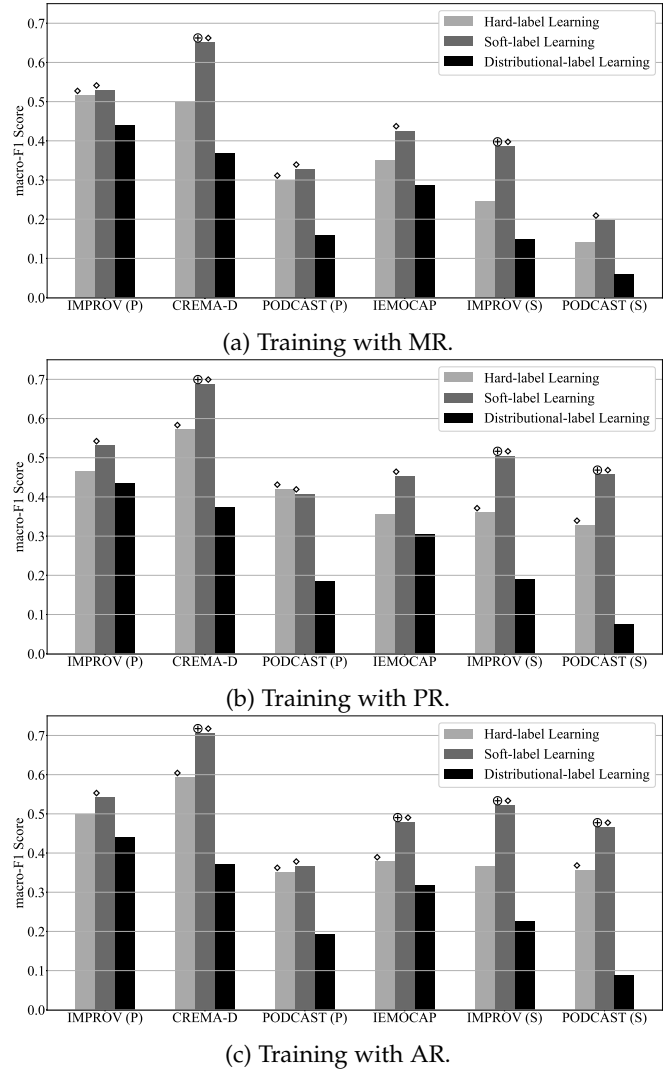 0.7
0.6
0.5
0.4
0.3
0.2
0.1
0.0
macro-F1 Score
Hard-label Learning
Soft-label Learning
Distributional-label Learning
IMPROV (P) CREMA-D PODCAST (P) IEMOCAP IMPROV (S) PODCAST (S)
(a) Training with MR.
0.7
0.6
0.5
0.4
0.3
0.2
0.1
0.0
macro-F1 Score
Hard-label Learning
Soft-label Learning
Distributional-label Learning
IMPROV (P) CREMA-D PODCAST (P) IEMOCAP IMPROV (S) PODCAST (S)
(b) Training with PR.
0.7
0.6
0.5
0.4
0.3
0.2
0.1
0.0
macro-F1 Score
Hard-label Learning
Soft-label Learning
Distributional-label Learning
IMPROV (P) CREMA-D PODCAST (P) IEMOCAP IMPROV (S) PODCAST (S)
(c) Training with AR.